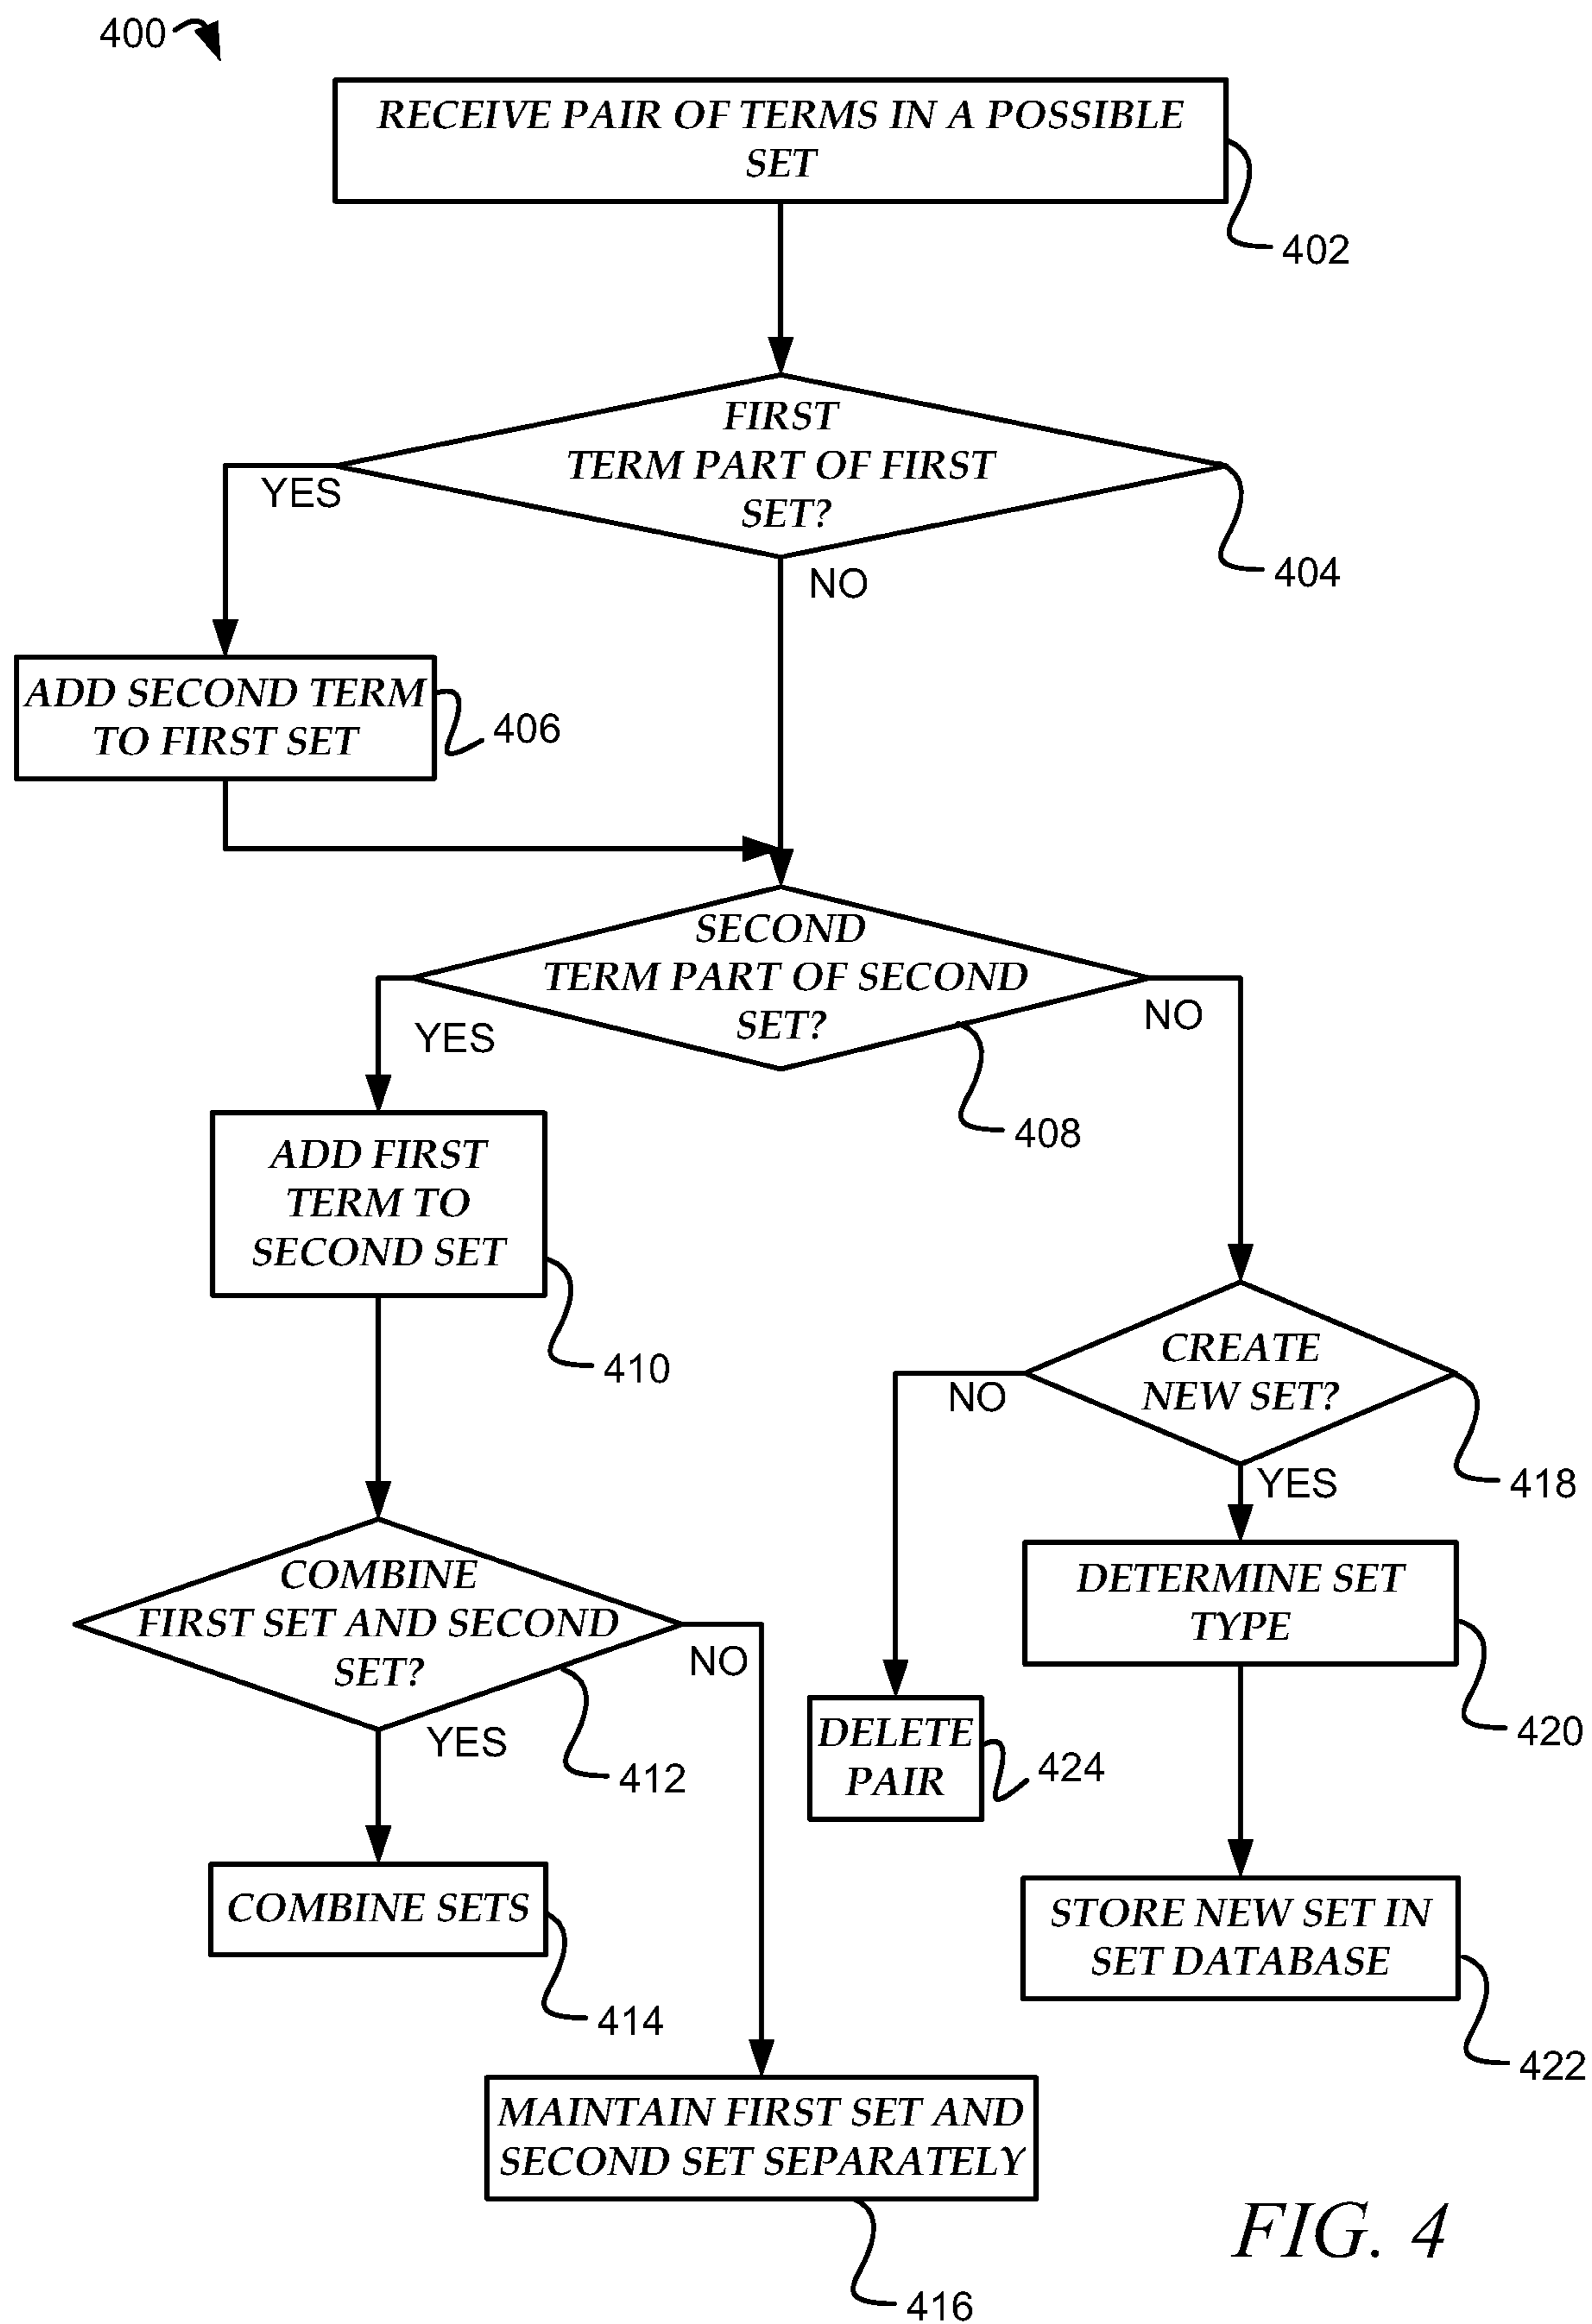 400
RECEIVE PAIR OF TERMS IN A POSSIBLE
SET
402
FIRST
TERM PART OF FIRST
SET?
YES
404
NO
ADD SECOND TERM
TO FIRST SET
406
SECOND
TERM PART OF SECOND
SET?
YES
NO
408
ADD FIRST
TERM TO
SECOND SET
410
CREATE
NEW SET?
NO
YES
418
COMBINE
FIRST SET AND SECOND
SET?
NO
YES
412
DETERMINE SET
TYPE
420
DELETE
PAIR
424
COMBINE SETS
414
STORE NEW SET IN
SET DATABASE
422
MAINTAIN FIRST SET AND
SECOND SET SEPARATELY
416
FIG. 4